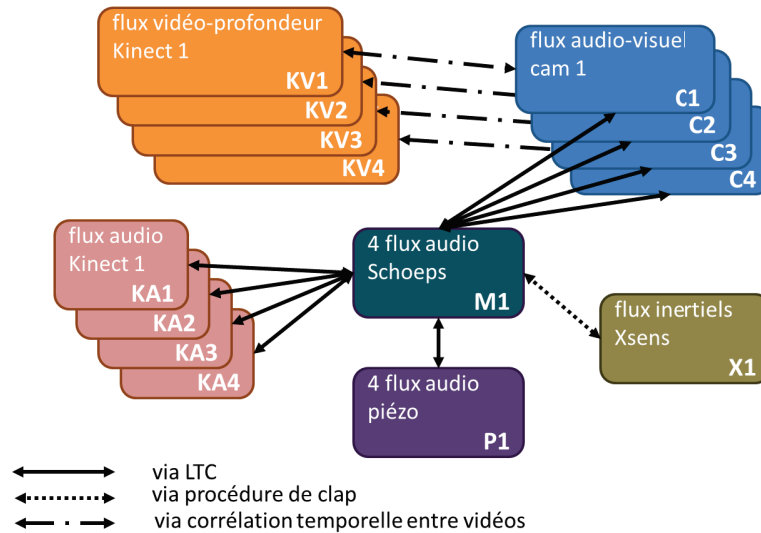 flux vidéo-profondeur
Kinect 1
KV1
KV2
KV3
KV4
flux audio-visuel
cam 1
C1
C2
C3
C4
flux audio
Kinect 1
KA1
KA2
KA3
KA4
4 flux audio
Schoeps
M1
flux inertiels
Xsens
X1
4 flux audio
piézo
P1
via LTC
via procédure de clap
via corrélation temporelle entre vidéos